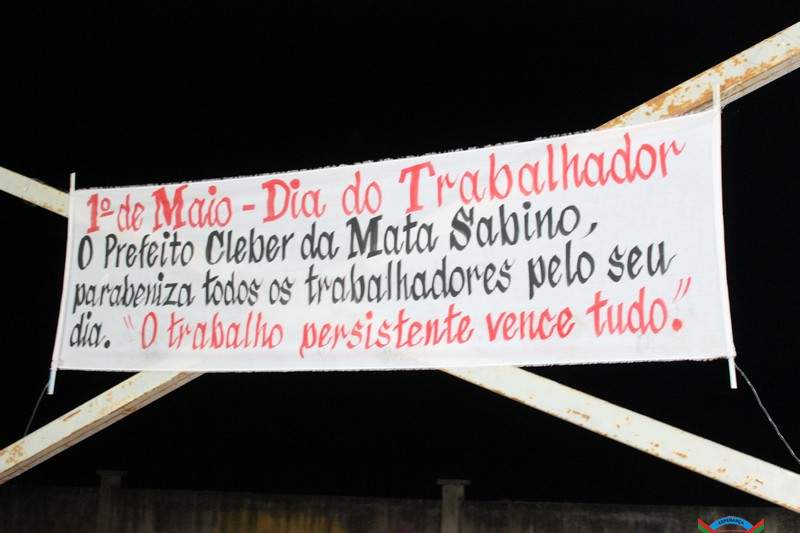 1º de Maio - Dia do Trabalhador
O Prefeito Cleber da Mata Sabino,
parabeniza todos os trabalhadores pelo seu
dia. "O trabalho persistente vence tudo."
ESPERANÇA